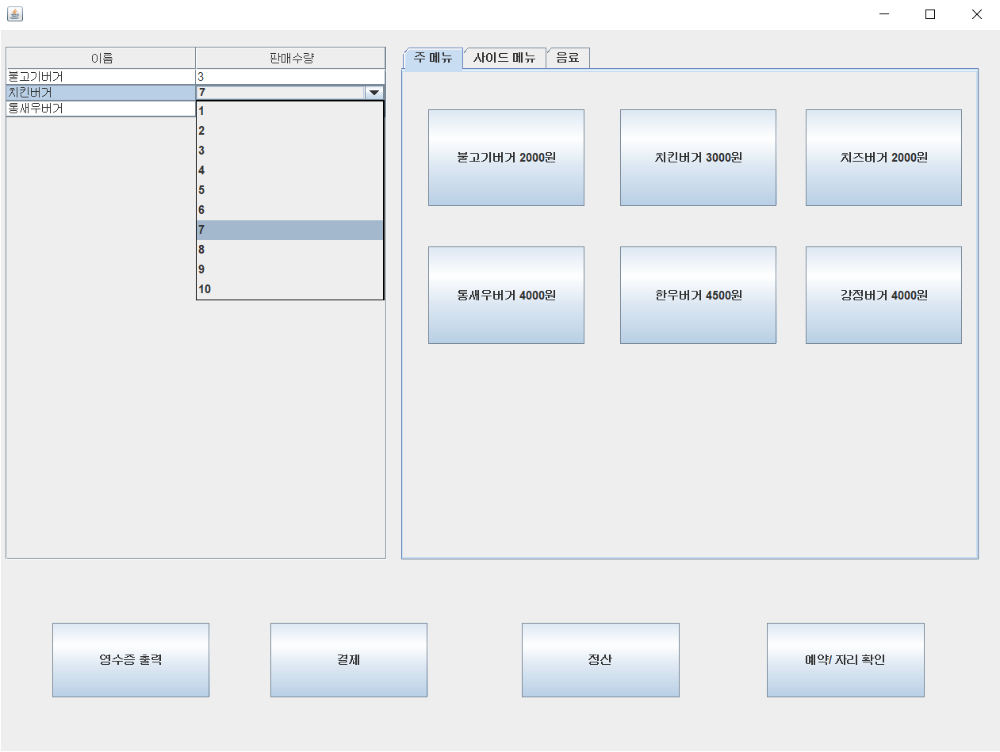 이름 판매수량
불고기버거 3
치킨버거 7
통새우버거
1
2
3
4
5
6
7
8
9
10
주 메뉴 사이드 메뉴 음료
불고기버거 2000원 치킨버거 3000원 치즈버거 2000원
통새우버거 4000원 한우버거 4500원 강정버거 4000원
영수증 출력 결제 정산 예약/ 자리 확인